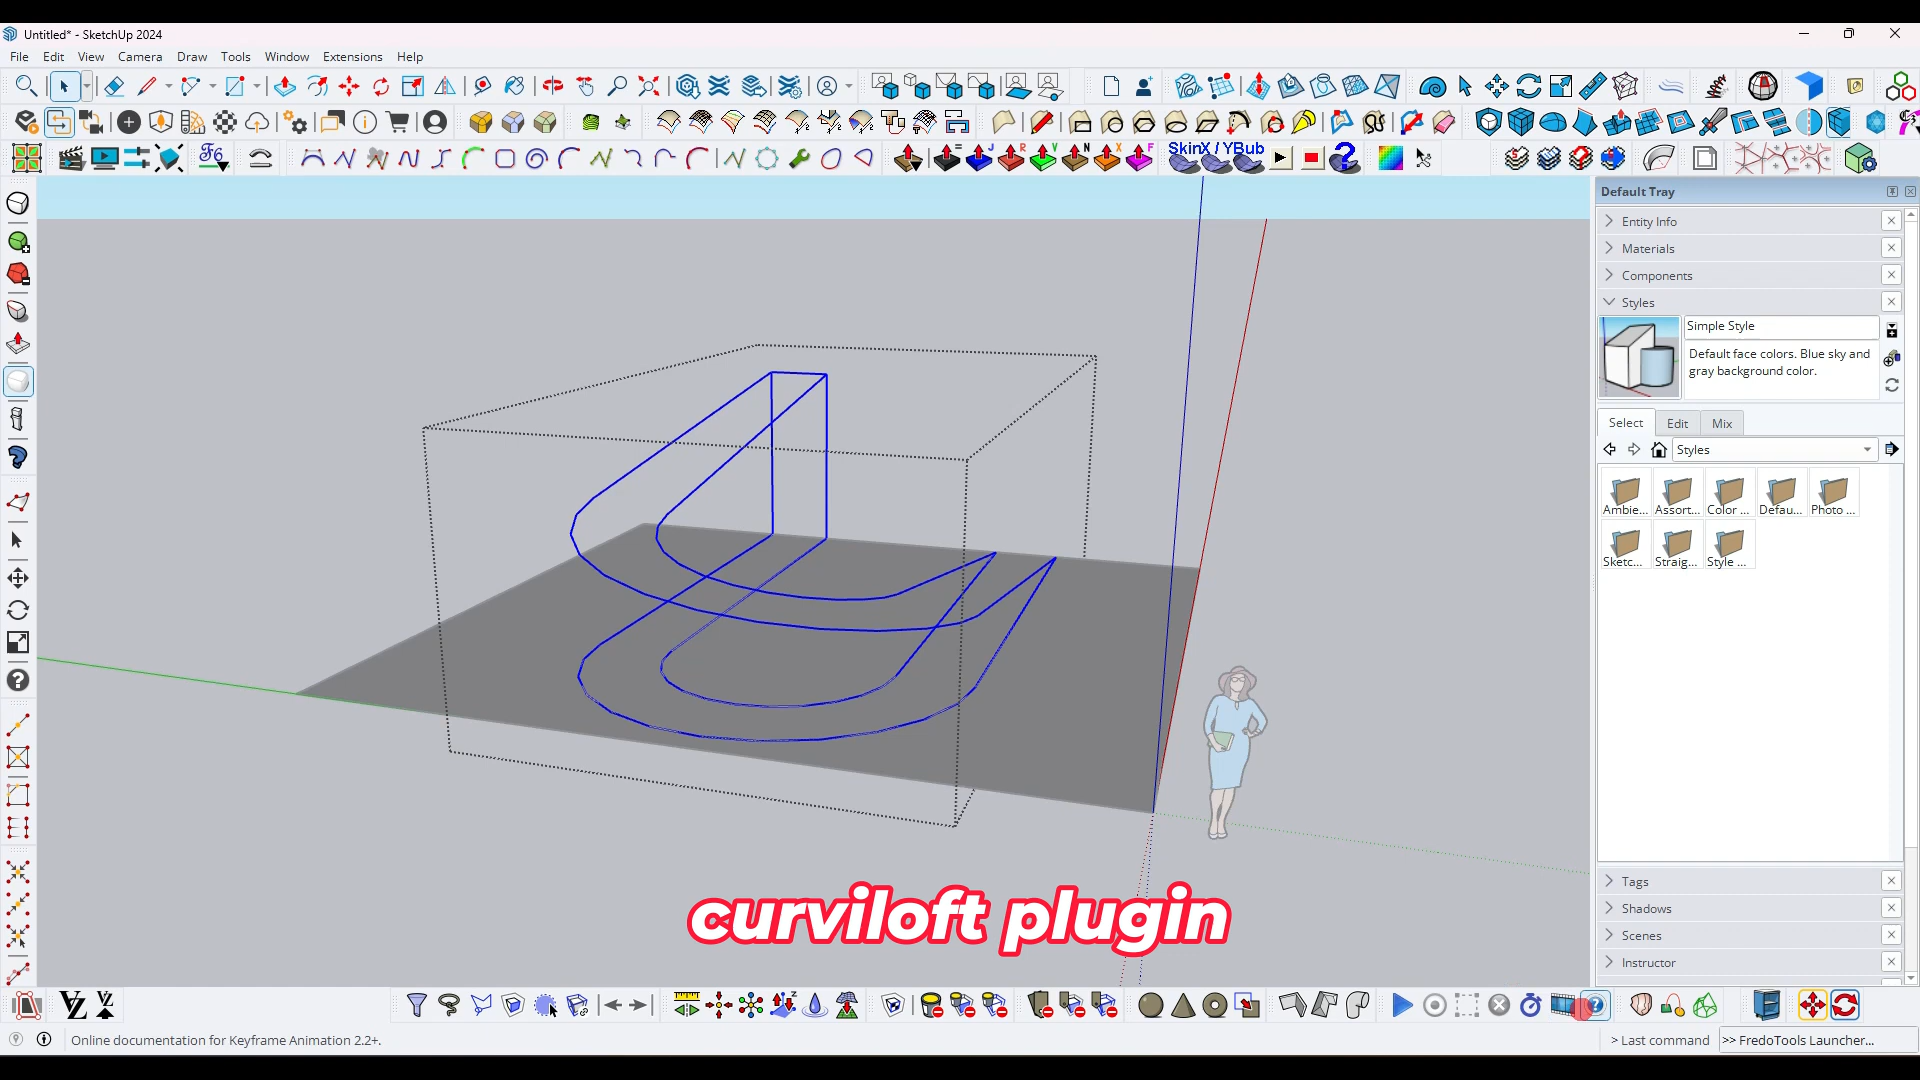 Untitled* - SketchUp 2024
File Edit View Camera Draw Tools Window Extensions Help
SkinX / YBub
Default Tray
Entity Info
Materials
Components
Styles
Simple Style
Default face colors. Blue sky and
gray background color.
Select Edit Mix
Styles
Ambie... Assort... Color ... Defau... Photo ...
Sketc... Straig... Style ...
Tags
Shadows
Scenes
Instructor
curviloft plugin
Online documentation for Keyframe Animation 2.2+.
> Last command >> FredoTools Launcher...